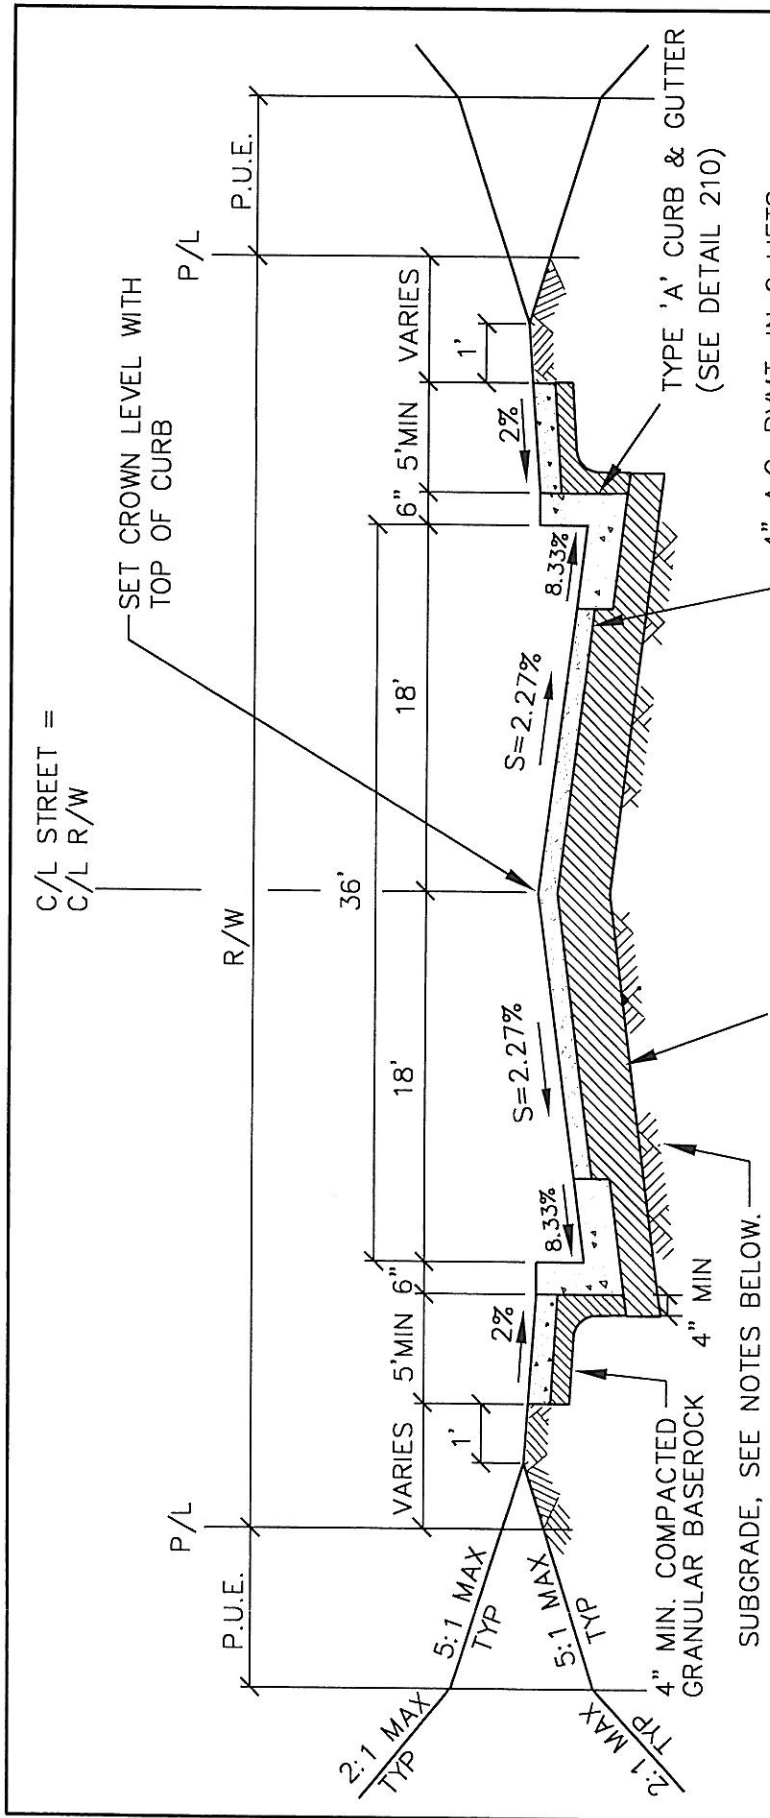 C/L STREET =
C/L R/W
SET CROWN LEVEL WITH
TOP OF CURB
P/L
P/L
P.U.E.
R/W
P.U.E.
36'
VARIES
5'MIN
6"
18'
18'
6"
5'MIN
VARIES
1'
1'
2:1 MAX
TYP
5:1 MAX
TYP
2%
8.33%
S=2.27%
S=2.27%
8.33%
2%
5:1 MAX
TYP
2:1 MAX
TYP
4" MIN. COMPACTED
GRANULAR BASEROCK
4" MIN
TYPE 'A' CURB & GUTTER
(SEE DETAIL 210)
SUBGRADE, SEE NOTES BELOW.